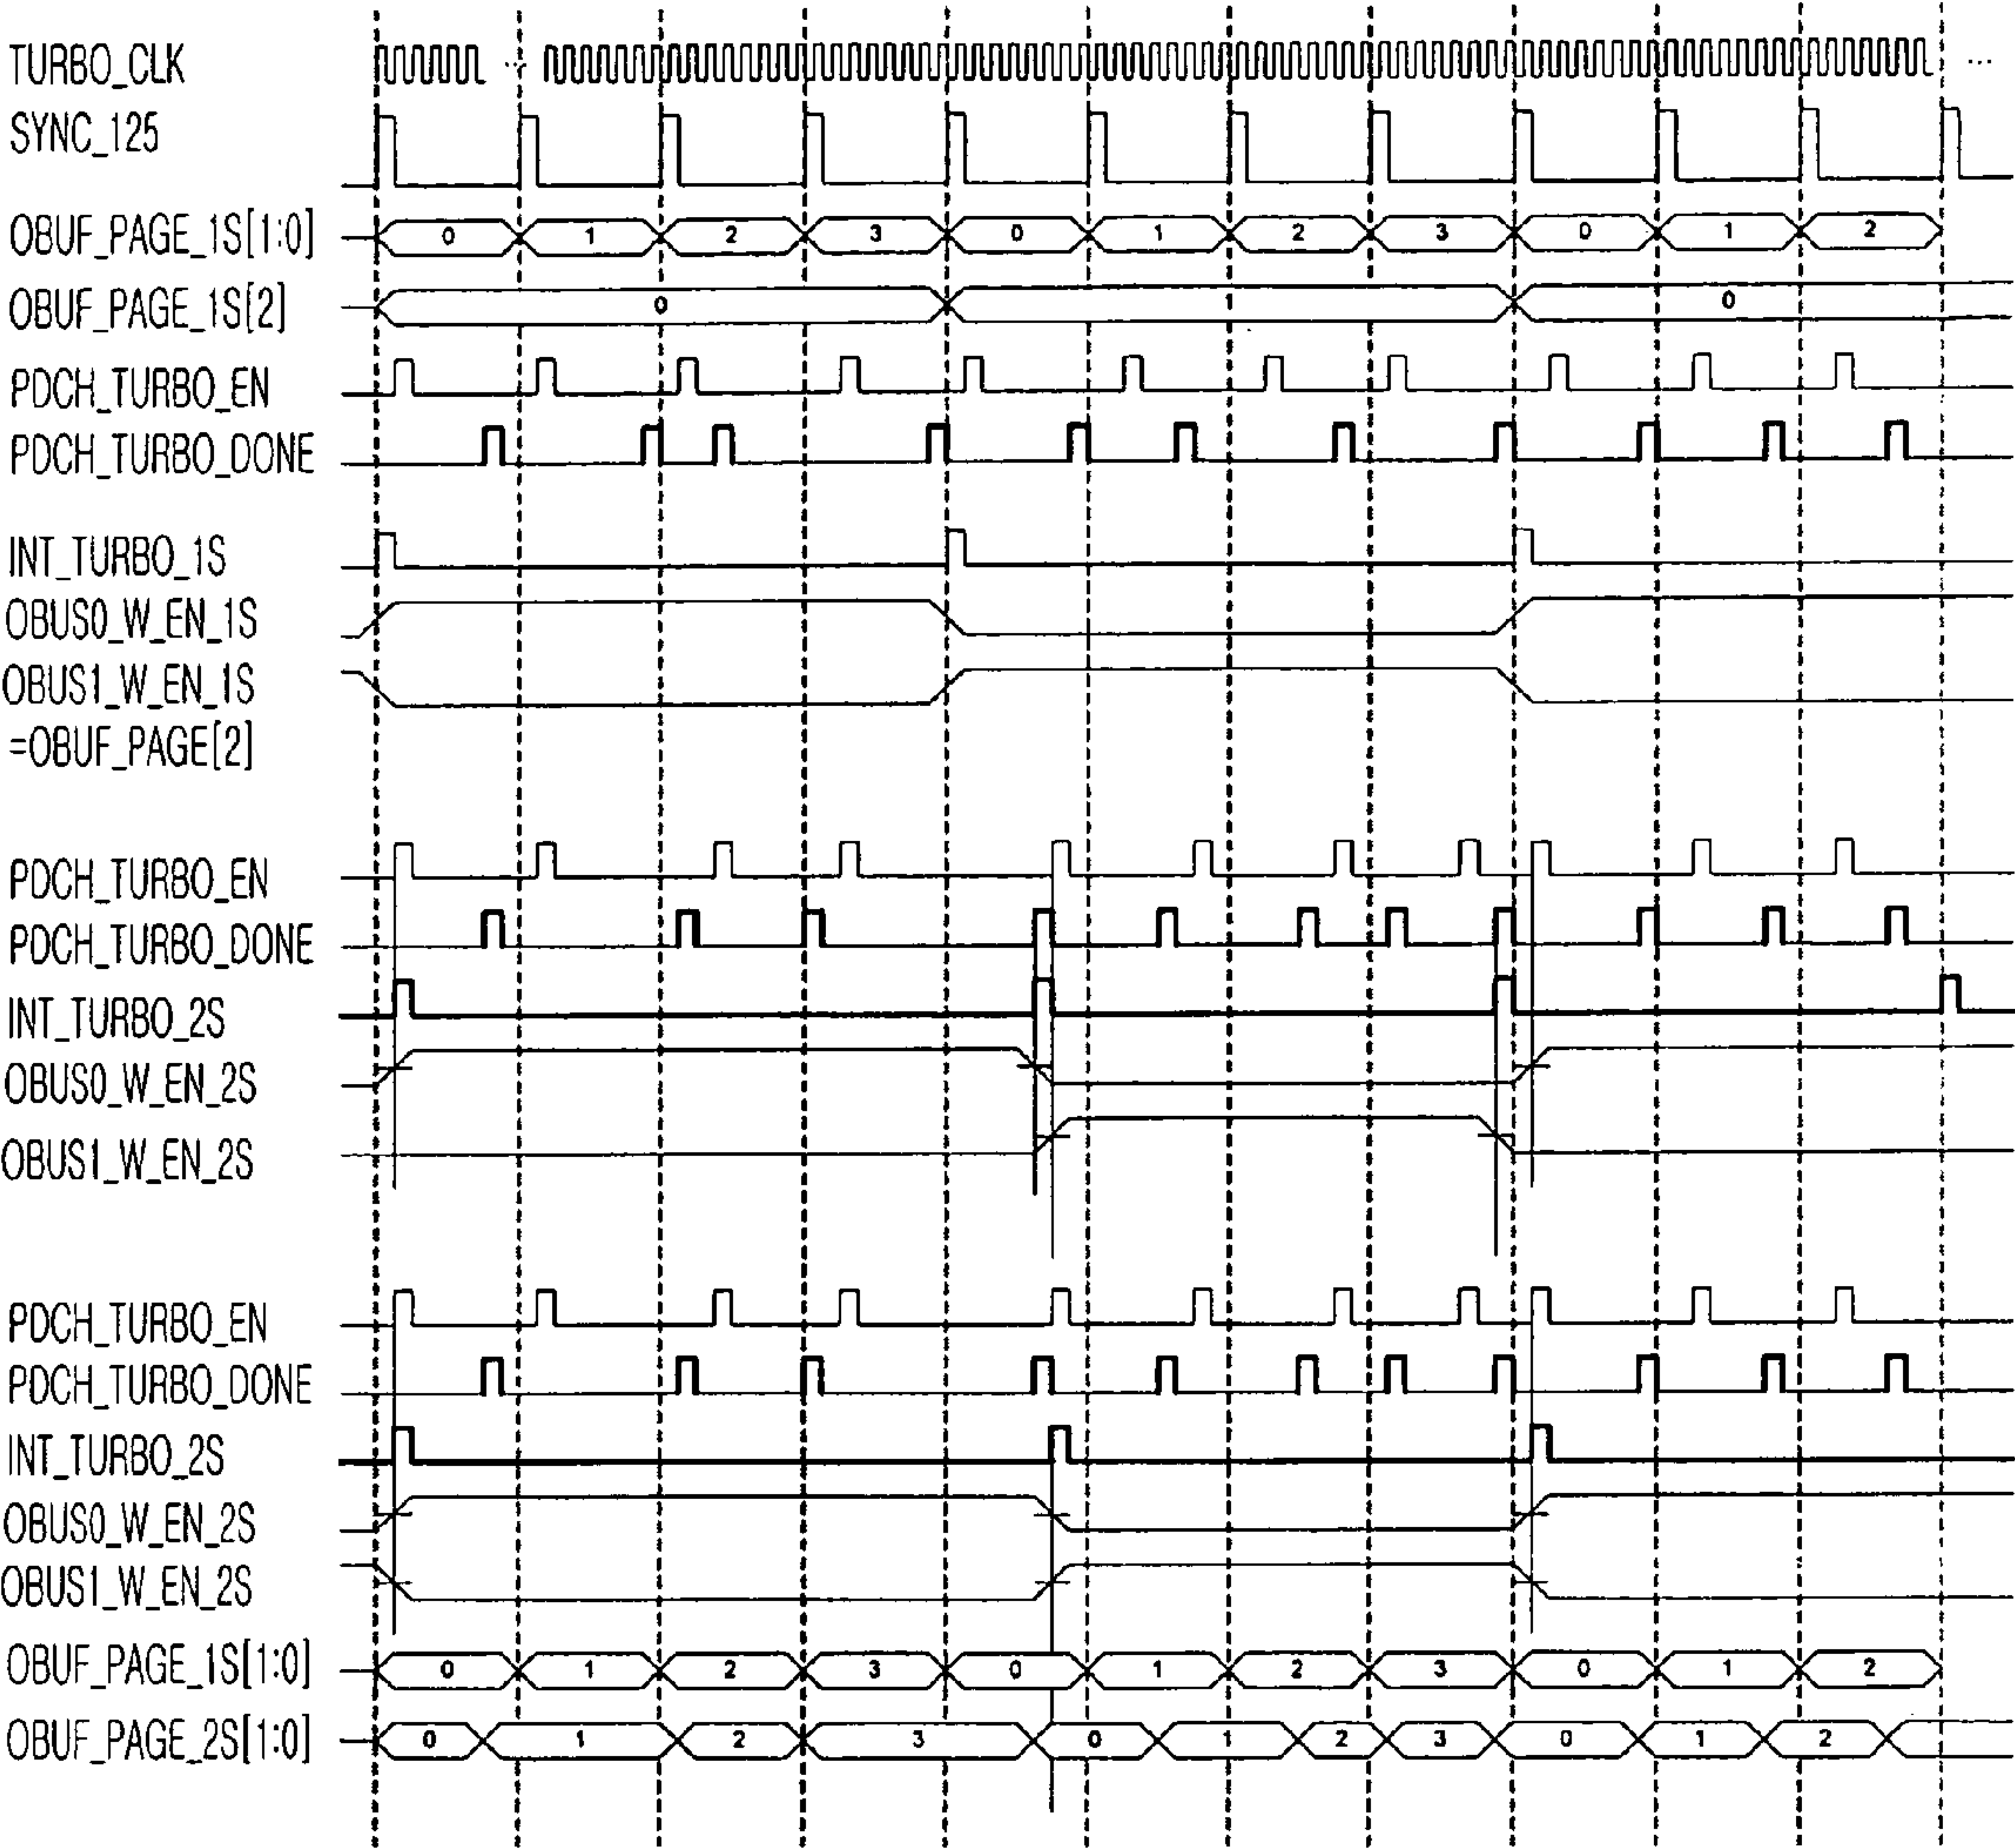 TURBO_CLK ... ...
SYNC_125
OBUF_PAGE_1S[1:0] 0 1 2 3 0 1 2 3 0 1 2
OBUF_PAGE_1S[2] 0 1 0
PDCH_TURBO_EN
PDCH_TURBO_DONE
INT_TURBO_1S
OBUS0_W_EN_1S
OBUS1_W_EN_1S
=OBUF_PAGE[2]
PDCH_TURBO_EN
PDCH_TURBO_DONE
INT_TURBO_2S
OBUS0_W_EN_2S
OBUS1_W_EN_2S
PDCH_TURBO_EN
PDCH_TURBO_DONE
INT_TURBO_2S
OBUS0_W_EN_2S
OBUS1_W_EN_2S
OBUF_PAGE_1S[1:0] 0 1 2 3 0 1 2 3 0 1 2
OBUF_PAGE_2S[1:0] 0 1 2 3 0 1 2 3 0 1 2